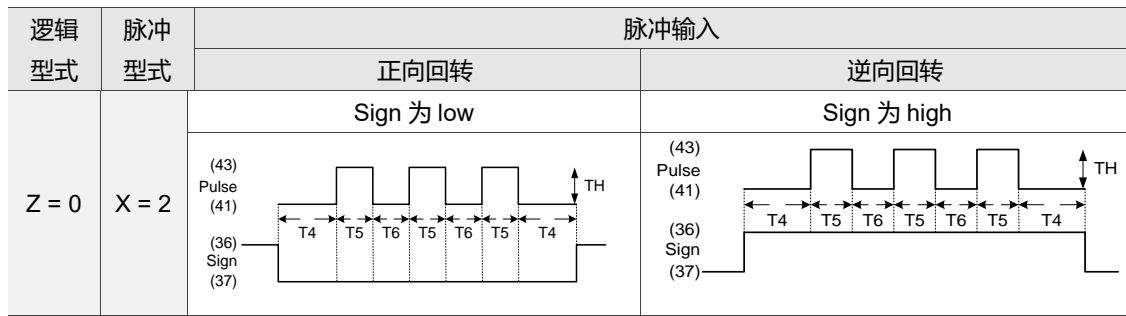 逻辑
型式
脉冲
型式
脉冲输入
正向回转
逆向回转
Z = 0
X = 2
Sign 为 low
Sign 为 high
(43)
Pulse
(41)
TH
T4 T5 T6 T5 T6 T5 T4
(36)
Sign
(37)
(43)
Pulse
(41)
TH
T4 T5 T6 T5 T6 T5 T4
(36)
Sign
(37)